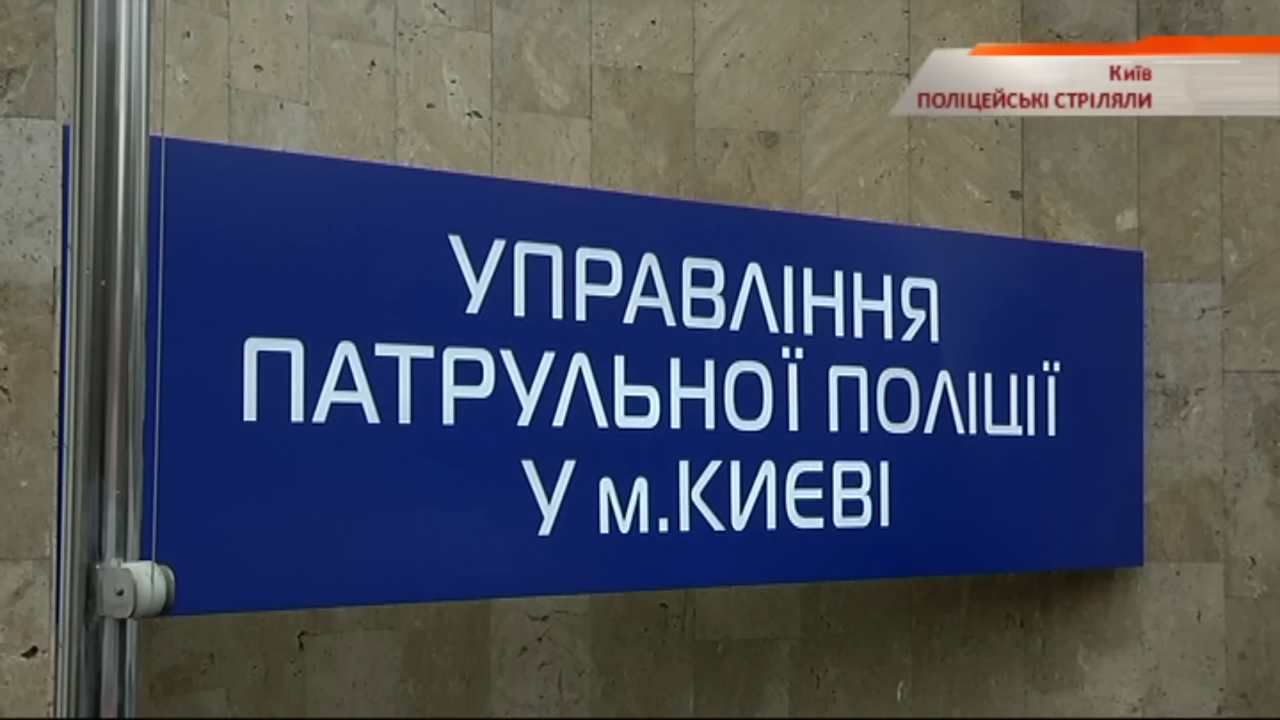 Київ
ПОЛІЦЕЙСЬКІ СТРІЛЯЛИ
УПРАВЛІННЯ
ПАТРУЛЬНОЇ ПОЛІЦІЇ
У м.КИЄВІ